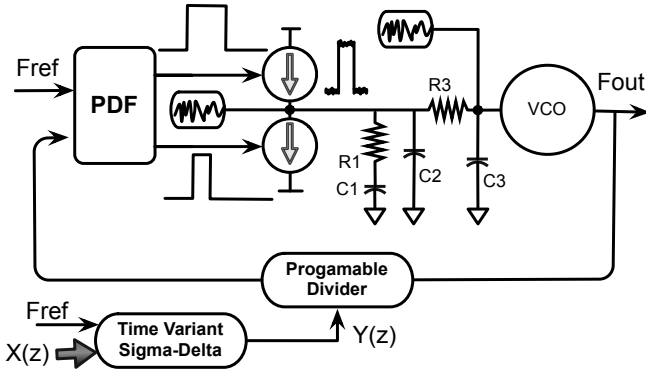 Fref
PDF
R1
C1
C2
R3
C3
VCO
Fout
Progamable
Divider
Fref
X(z)
Time Variant
Sigma-Delta
Y(z)